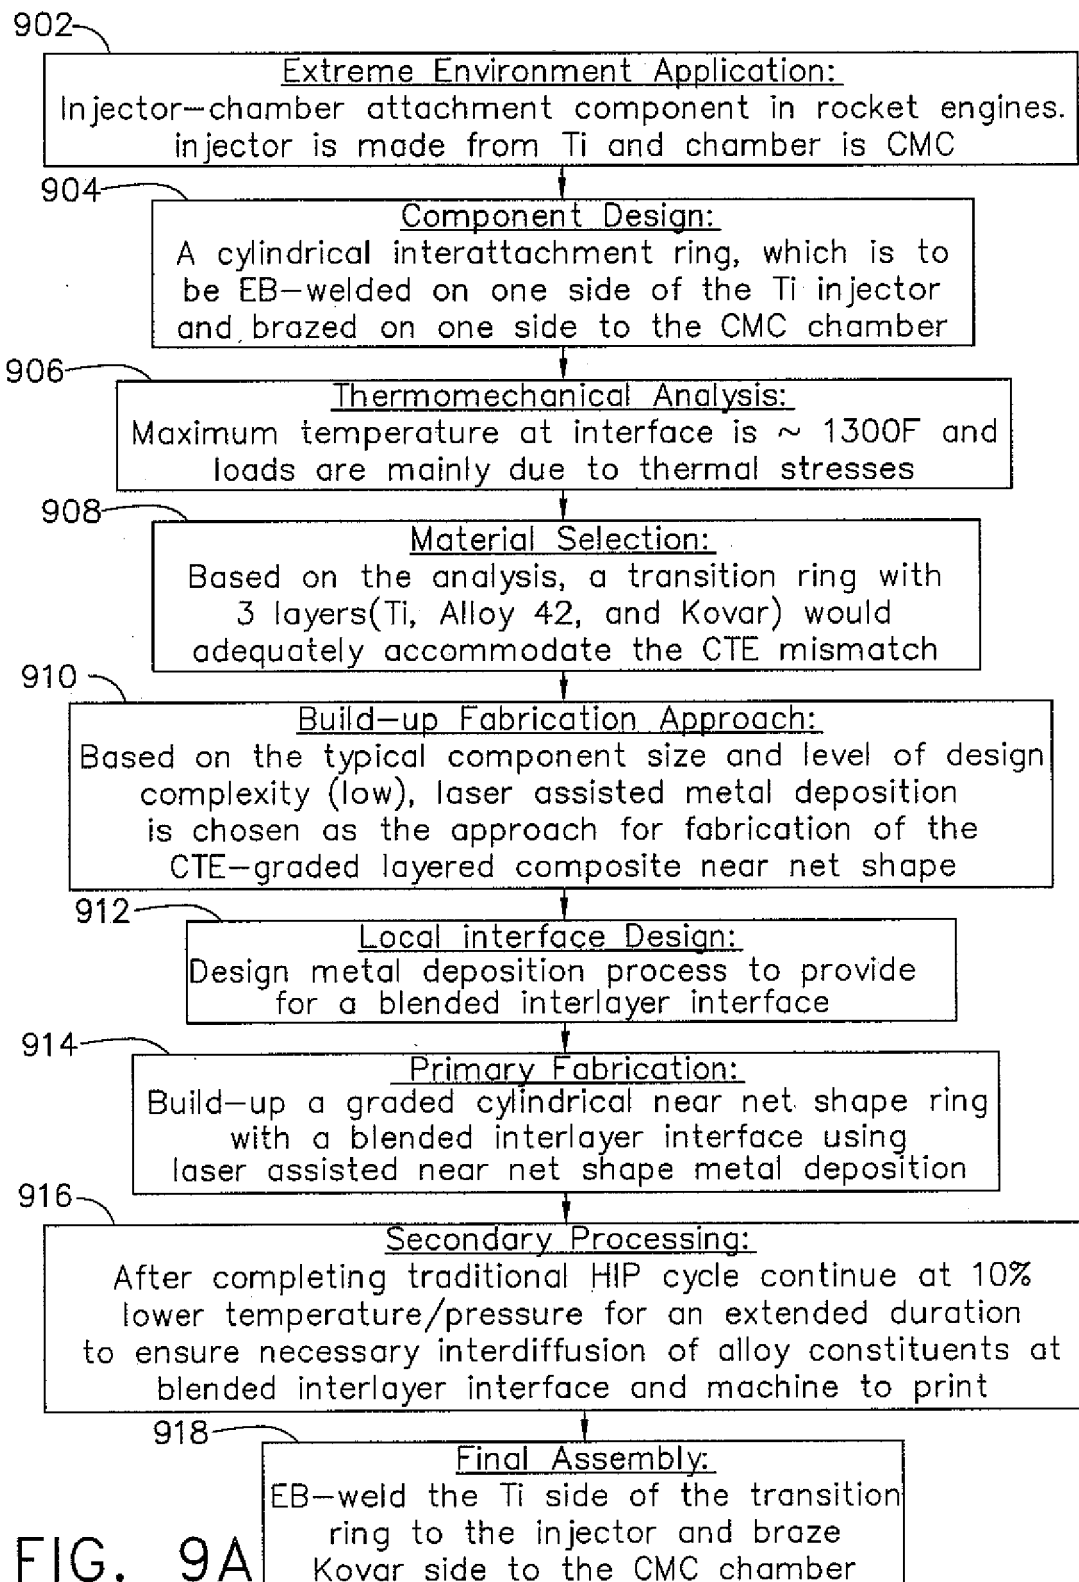 902
Extreme Environment Application:
Injector-chamber attachment component in rocket engines.
injector is made from Ti and chamber is CMC
904
Component Design:
A cylindrical interattachment ring, which is to
be EB-welded on one side of the Ti injector
and brazed on one side to the CMC chamber
906
Thermomechanical Analysis:
Maximum temperature at interface is ~ 1300F and
loads are mainly due to thermal stresses
908
Material Selection:
Based on the analysis, a transition ring with
3 layers(Ti, Alloy 42, and Kovar) would
adequately accommodate the CTE mismatch
910
Build-up Fabrication Approach:
Based on the typical component size and level of design
complexity (low), laser assisted metal deposition
is chosen as the approach for fabrication of the
CTE-graded layered composite near net shape
912
Local interface Design:
Design metal deposition process to provide
for a blended interlayer interface
914
Primary Fabrication:
Build-up a graded cylindrical near net shape ring
with a blended interlayer interface using
laser assisted near net shape metal deposition
916
Secondary Processing:
After completing traditional HIP cycle continue at 10%
lower temperature/pressure for an extended duration
to ensure necessary interdiffusion of alloy constituents at
blended interlayer interface and machine to print
918
Final Assembly:
EB-weld the Ti side of the transition
ring to the injector and braze
Kovar side to the CMC chamber
FIG. 9A